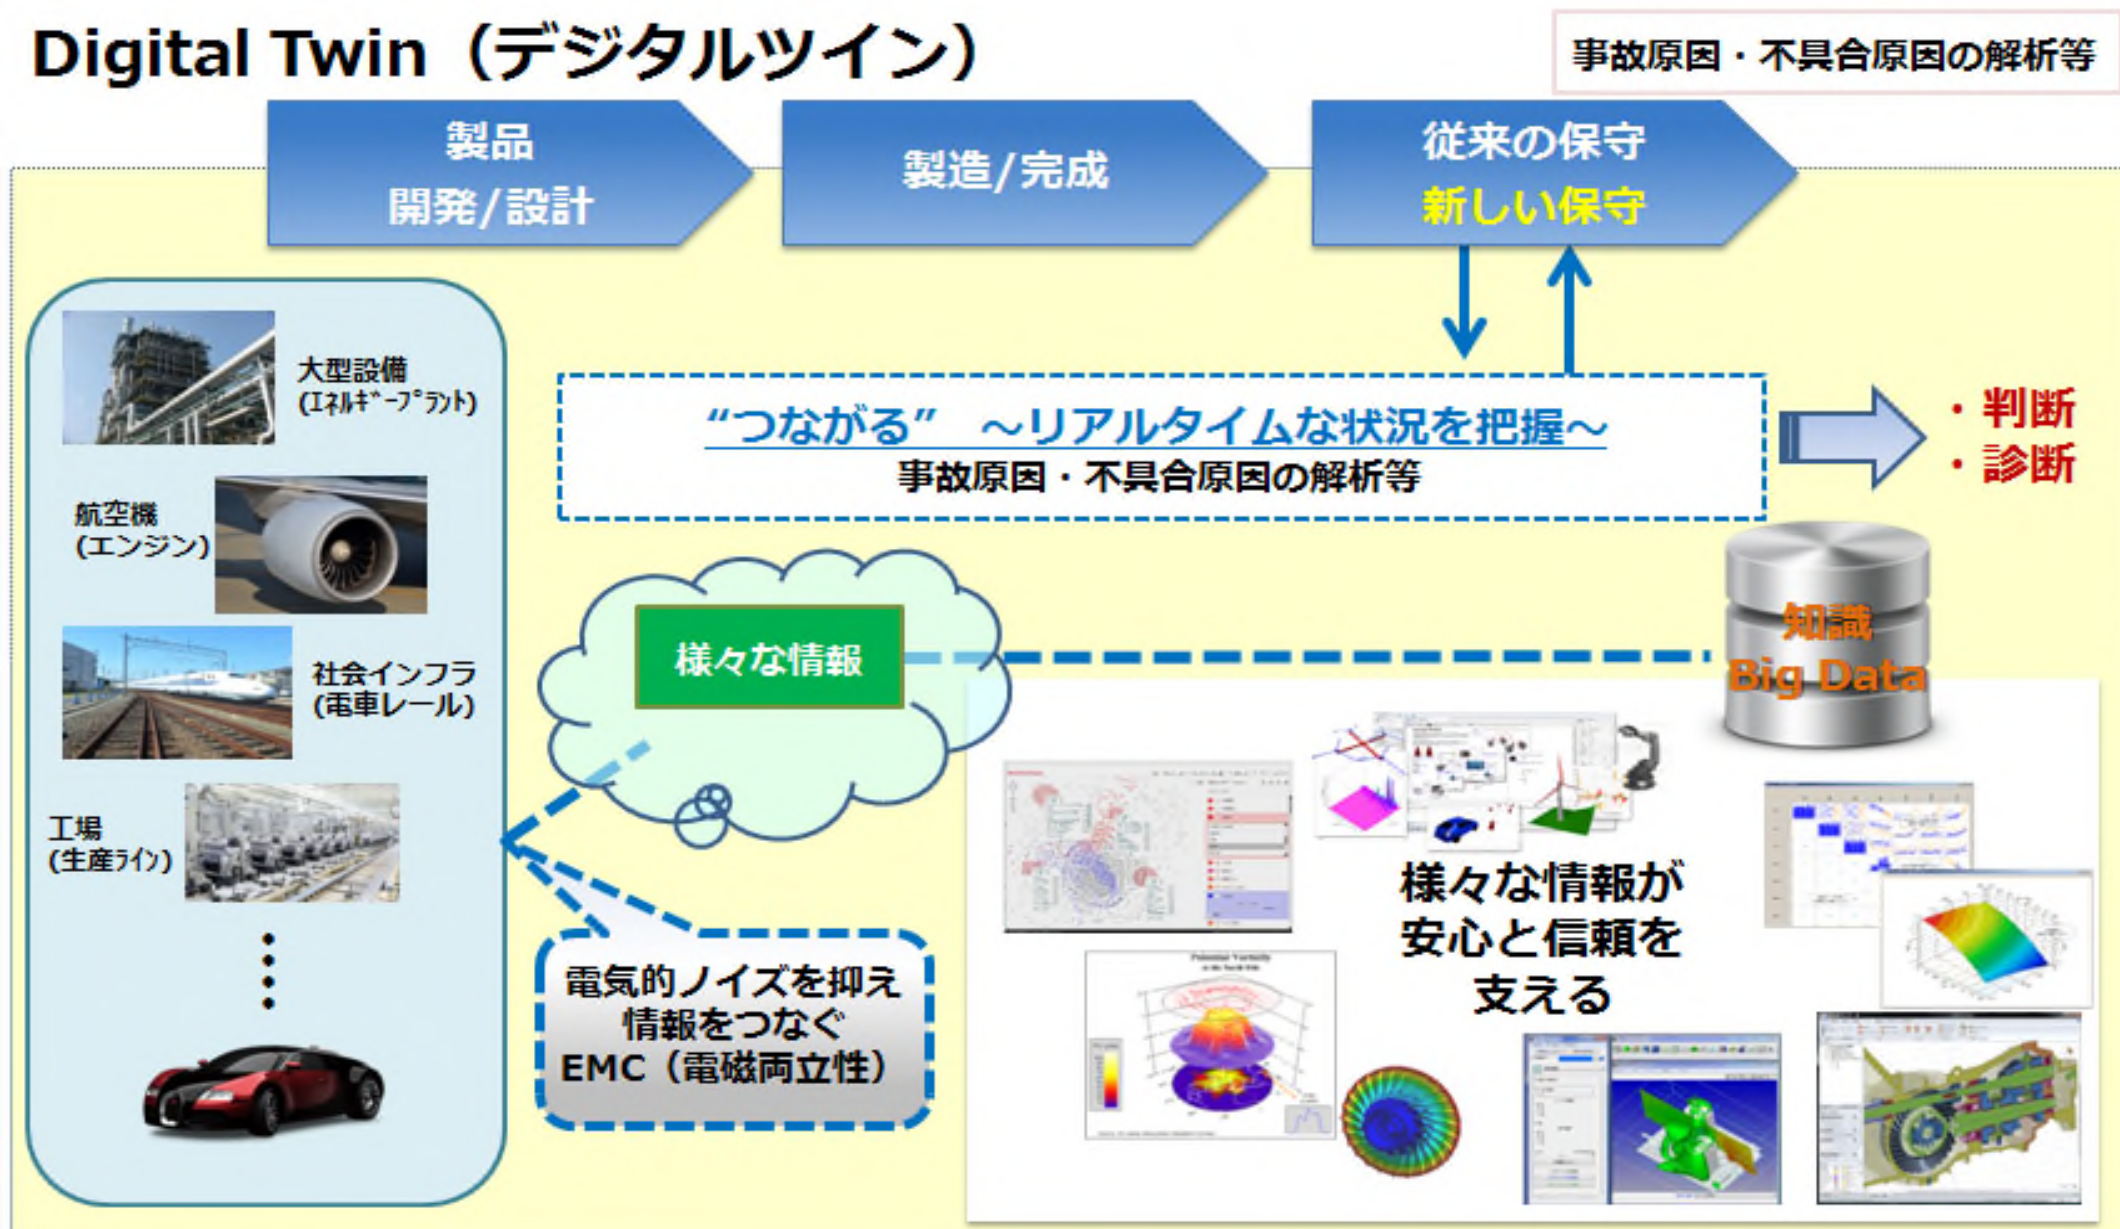 Digital Twin（デジタルツイン）
事故原因・不具合原因の解析等
製品
開発/設計
製造/完成
従来の保守
新しい保守
大型設備
(ｴﾈﾙｷﾞｰﾌﾟﾗﾝﾄ)
航空機
(エンジン)
社会インフラ
(電車レール)
工場
(生産ﾗｲﾝ)
“つながる”　～リアルタイムな状況を把握～
事故原因・不具合原因の解析等
・判断
・診断
様々な情報
知識
Big Data
電気的ノイズを抑え
情報をつなぐ
EMC（電磁両立性）
様々な情報が
安心と信頼を
支える